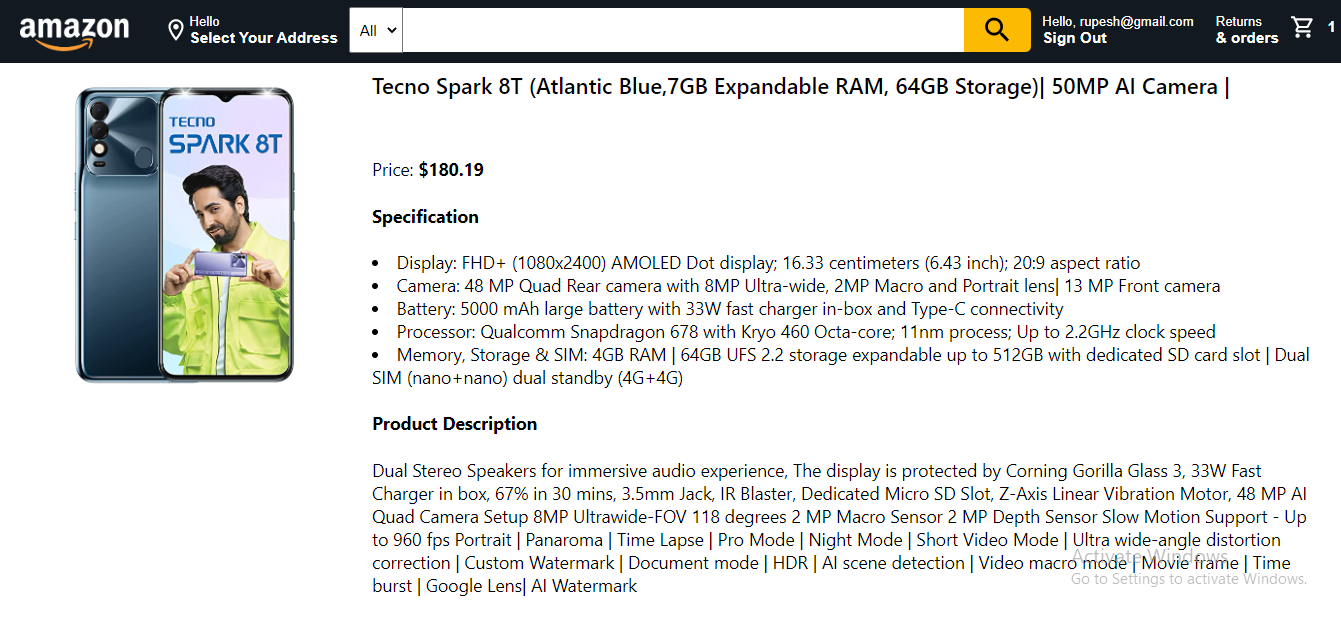 amazon
Hello
Select Your Address
All
Hello, rupesh@gmail.com
Sign Out
Returns
& orders
1
Tecno Spark 8T (Atlantic Blue,7GB Expandable RAM, 64GB Storage)| 50MP AI Camera |
TECNO
SPARK 8T
Price: $180.19
Specification
• Display: FHD+ (1080x2400) AMOLED Dot display; 16.33 centimeters (6.43 inch); 20:9 aspect ratio
• Camera: 48 MP Quad Rear camera with 8MP Ultra-wide, 2MP Macro and Portrait lens| 13 MP Front camera
• Battery: 5000 mAh large battery with 33W fast charger in-box and Type-C connectivity
• Processor: Qualcomm Snapdragon 678 with Kryo 460 Octa-core; 11nm process; Up to 2.2GHz clock speed
• Memory, Storage & SIM: 4GB RAM | 64GB UFS 2.2 storage expandable up to 512GB with dedicated SD card slot | Dual
SIM (nano+nano) dual standby (4G+4G)
Product Description
Dual Stereo Speakers for immersive audio experience, The display is protected by Corning Gorilla Glass 3, 33W Fast
Charger in box, 67% in 30 mins, 3.5mm Jack, IR Blaster, Dedicated Micro SD Slot, Z-Axis Linear Vibration Motor, 48 MP AI
Quad Camera Setup 8MP Ultrawide-FOV 118 degrees 2 MP Macro Sensor 2 MP Depth Sensor Slow Motion Support - Up
to 960 fps Portrait | Panaroma | Time Lapse | Pro Mode | Night Mode | Short Video Mode | Ultra wide-angle distortion
correction | Custom Watermark | Document mode | HDR | AI scene detection | Video macro mode | Movie frame | Time
burst | Google Lens| AI Watermark
Activate Windows
Go to Settings to activate Windows.